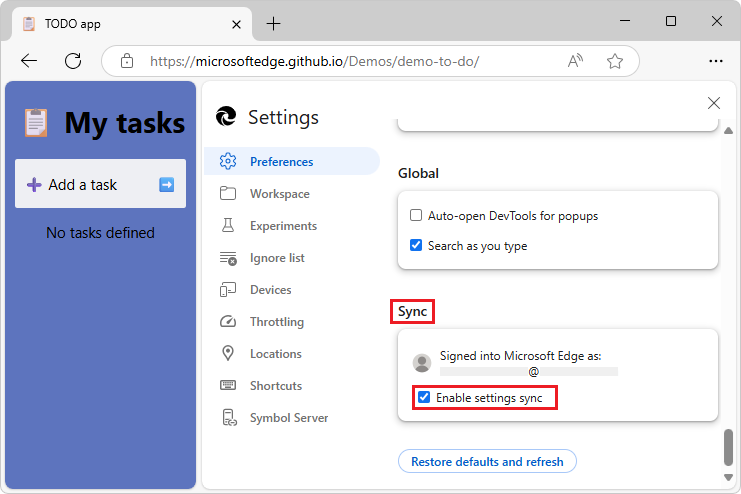 TODO app
https://microsoftedge.github.io/Demos/demo-to-do/
My tasks
Add a task
No tasks defined
Settings
Preferences
Workspace
Experiments
Ignore list
Devices
Throttling
Locations
Shortcuts
Symbol Server
Global
Auto-open DevTools for popups
Search as you type
Sync
Signed into Microsoft Edge as:
@
Enable settings sync
Restore defaults and refresh